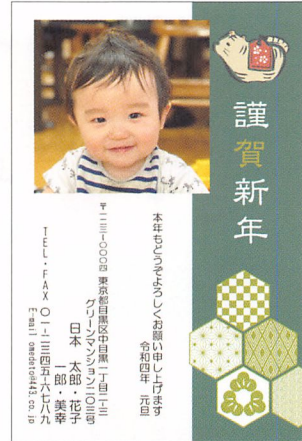 謹賀新年
本年もどうぞよろしくお願い申し上げます
令和四年 元旦
〒一二三-〇〇〇四 東京都目黒区中目黒一丁目二-三
グリーンマンション二〇三号
日本 太郎・花子
一郎・美幸
TEL・FAX 〇一-二三四五-六七八九
E-mail omedeto@443.co.jp